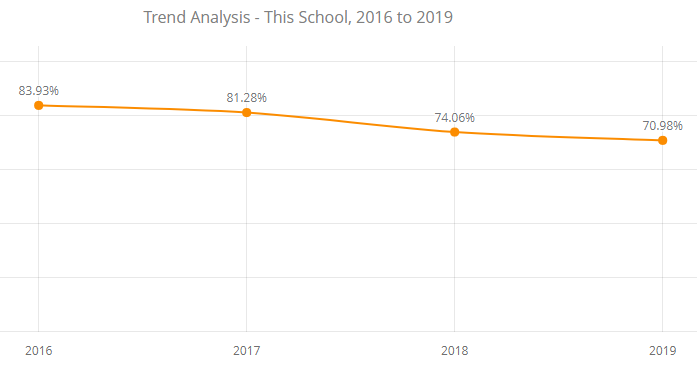 Trend Analysis - This School, 2016 to 2019
83.93%
81.28%
74.06%
70.98%
2016 2017 2018 2019